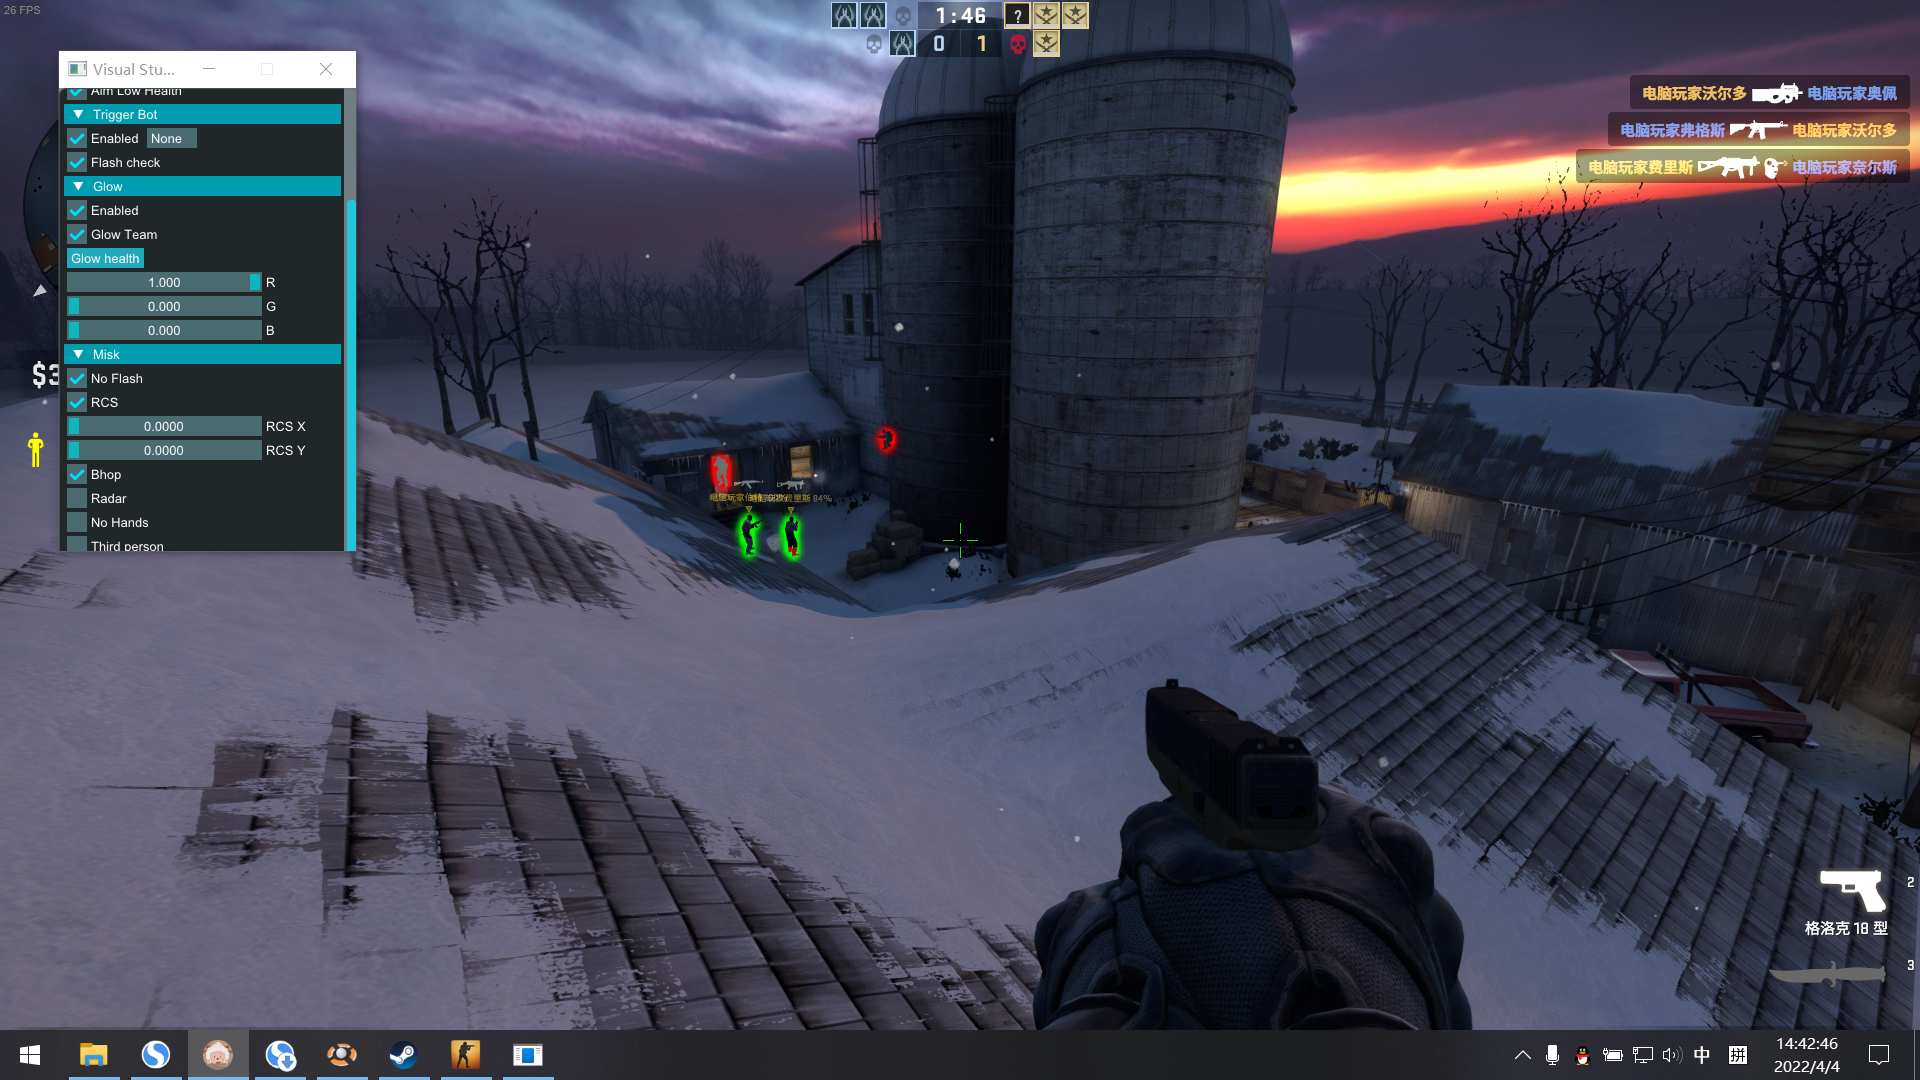 26 FPS
1:46
?
0 1
Visual Stu...
Aim Low Health
Trigger Bot
Enabled None
Flash check
Glow
Enabled
Glow Team
Glow health
1.000 R
0.000 G
0.000 B
Misk
No Flash
RCS
0.0000 RCS X
0.0000 RCS Y
Bhop
Radar
No Hands
Third person
$3
电脑玩家沃尔多 电脑玩家奥佩
电脑玩家弗格斯 电脑玩家沃尔多
电脑玩家费里斯 电脑玩家奈尔斯
84%
2
格洛克 18 型
3
中 拼
14:42:46
2022/4/4